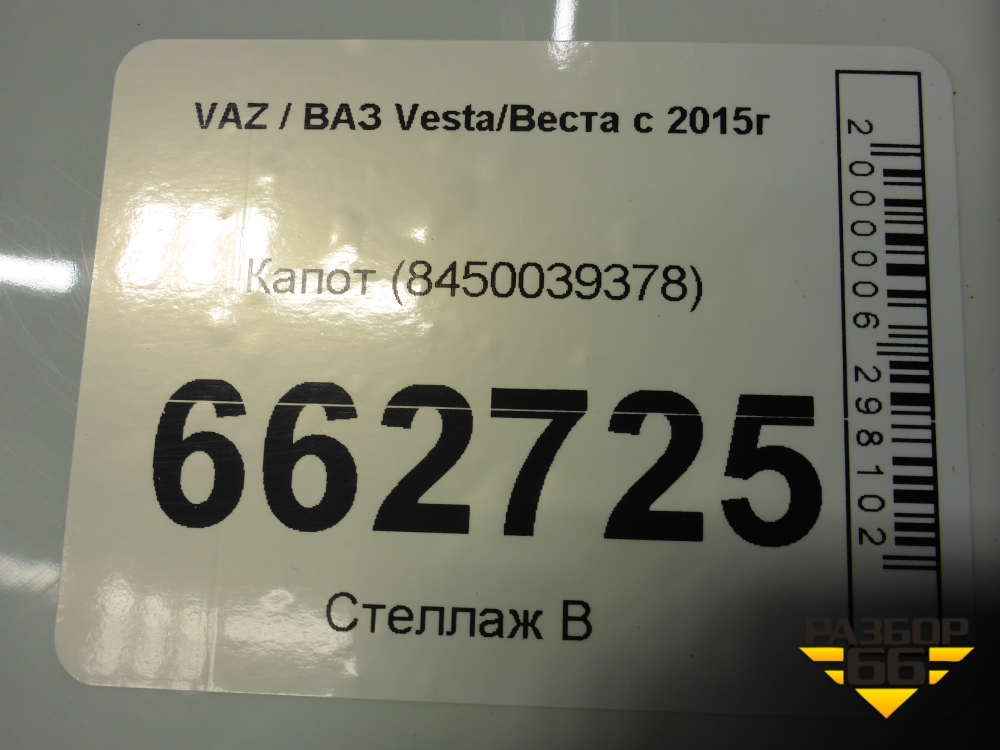 VAZ / ВАЗ Vesta/Веста с 2015г
Капот (8450039378)
662725
Стеллаж В
2000006298102
РАЗБОР
66